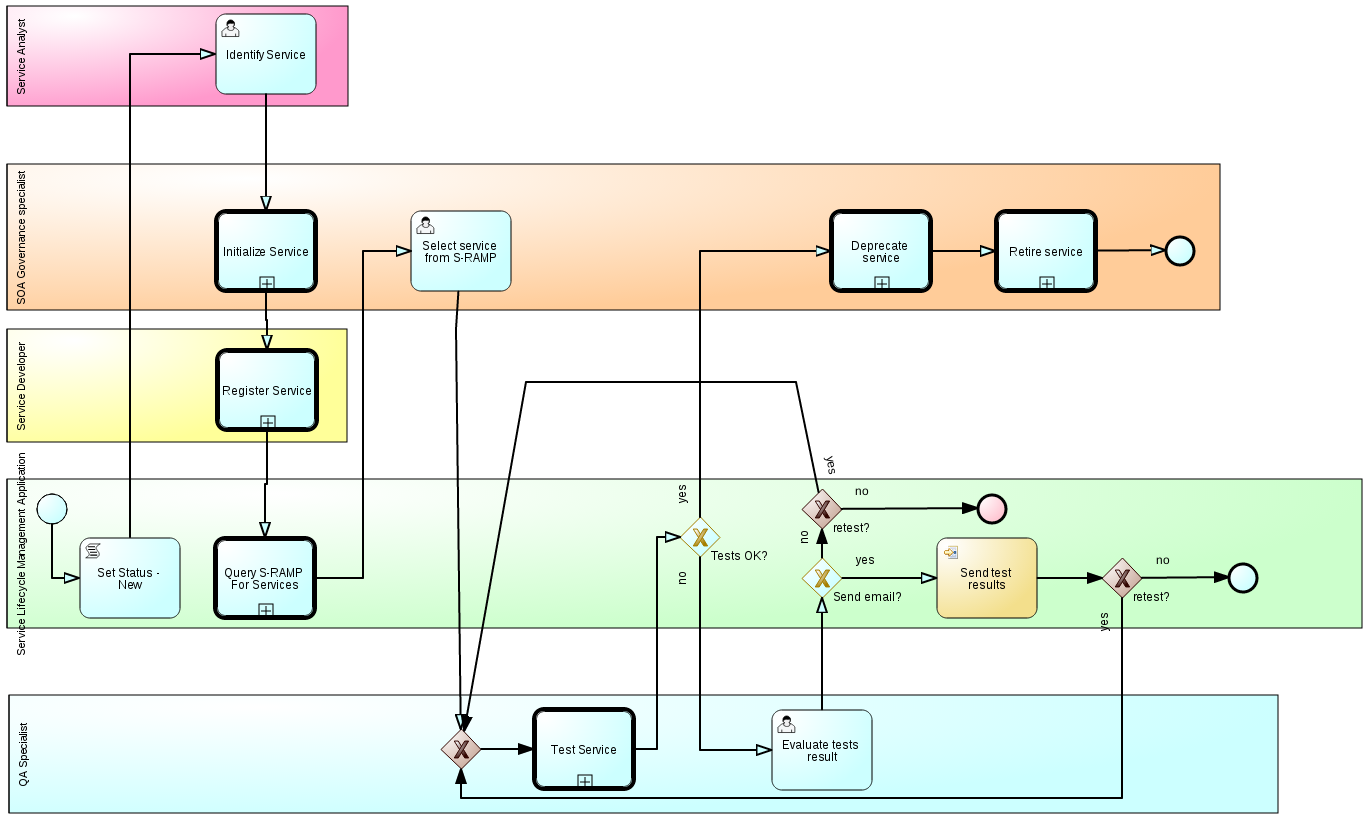 Service Analyst
Identify Service
SOA Governance specialist
Initialize Service
Select service
from S-RAMP
Deprecate
service
Retire service
Service Developer
Register Service
Service Lifecycle Management Application
Set Status -
New
Query S-RAMP
For Services
yes
Tests OK?
no
yes
no
retest?
no
yes
Send email?
Send test
results
no
retest?
yes
QA Specialist
Test Service
Evaluate tests
result